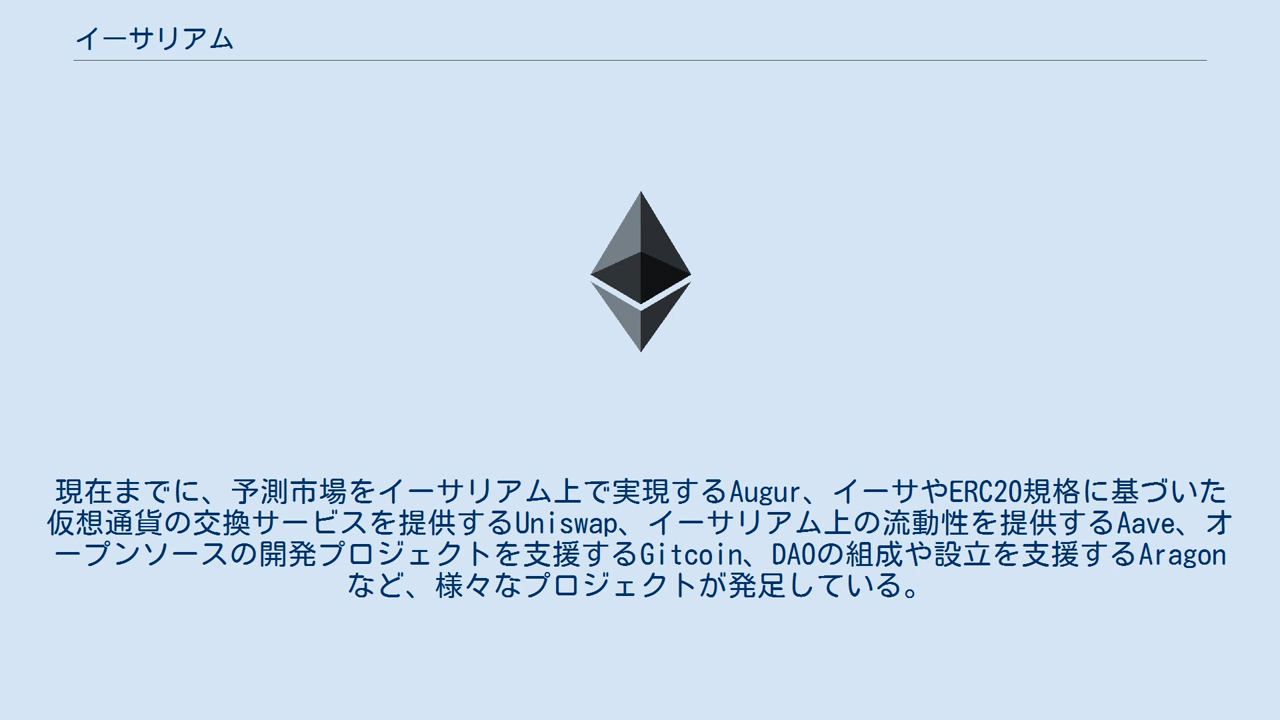 イーサリアム
現在までに、予測市場をイーサリアム上で実現するAugur、イーサやERC20規格に基づいた
仮想通貨の交換サービスを提供するUniswap、イーサリアム上の流動性を提供するAave、オ
ープンソースの開発プロジェクトを支援するGitcoin、DAOの組成や設立を支援するAragon
など、様々なプロジェクトが発足している。